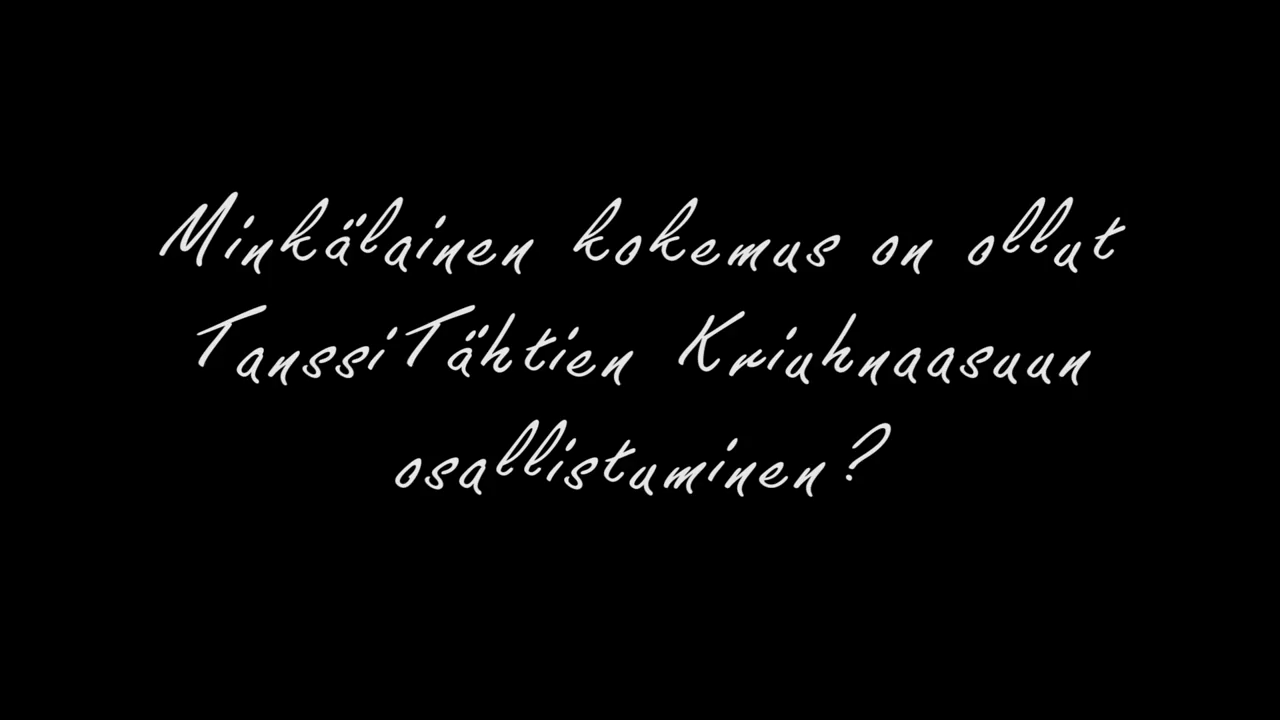 Minkälainen kokemus on ollut
TanssiTähtien Kriuhnaasuun
osallistuminen?